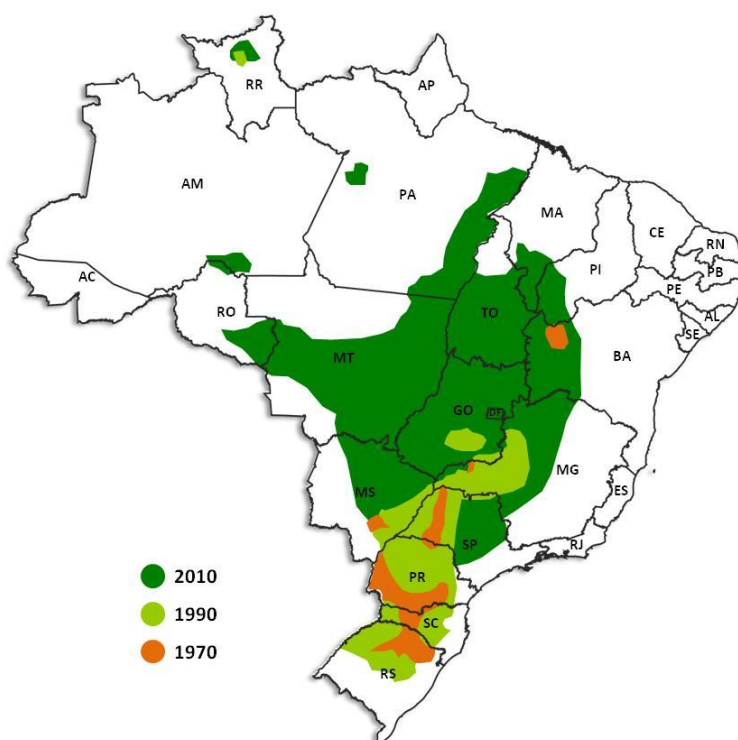 RR
AP
AM
PA
MA
CE
RN
PB
PE
AL
SE
PI
AC
RO
TO
BA
MT
GO
DF
MG
ES
MS
SP
RJ
PR
SC
RS
2010
1990
1970